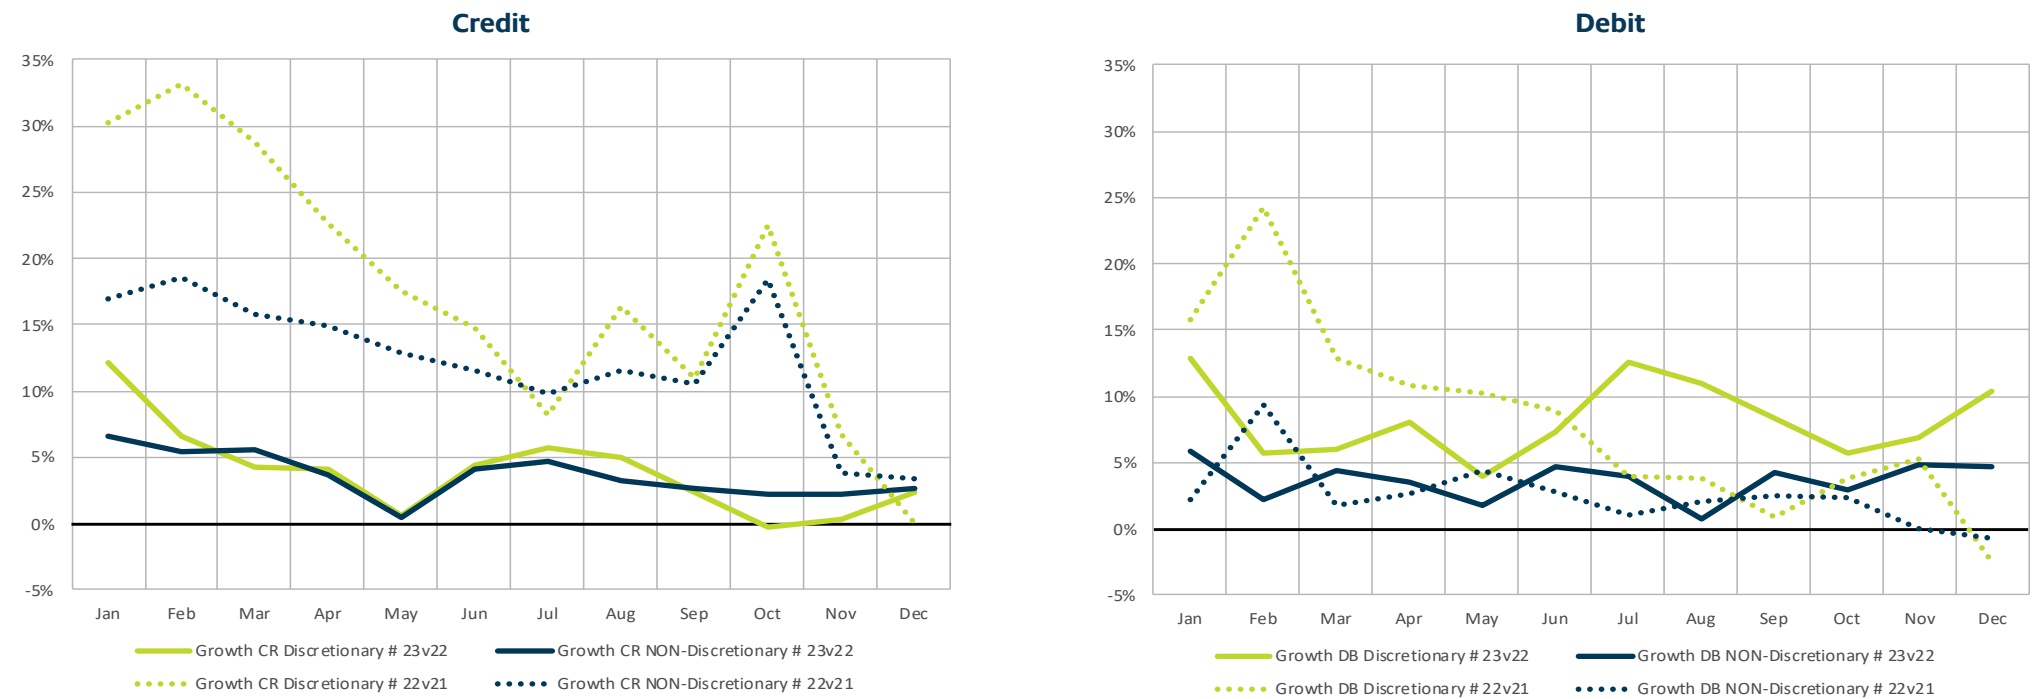 Credit
35%
30%
25%
20%
15%
10%
5%
0%
-5%
Jan Feb Mar Apr May Jun Jul Aug Sep Oct Nov Dec
Growth CR Discretionary # 23v22 Growth CR NON-Discretionary # 23v22
Growth CR Discretionary # 22v21 Growth CR NON-Discretionary # 22v21
Debit
35%
30%
25%
20%
15%
10%
5%
0%
-5%
Jan Feb Mar Apr May Jun Jul Aug Sep Oct Nov Dec
Growth DB Discretionary # 23v22 Growth DB NON-Discretionary # 23v22
Growth DB Discretionary # 22v21 Growth DB NON-Discretionary # 22v21